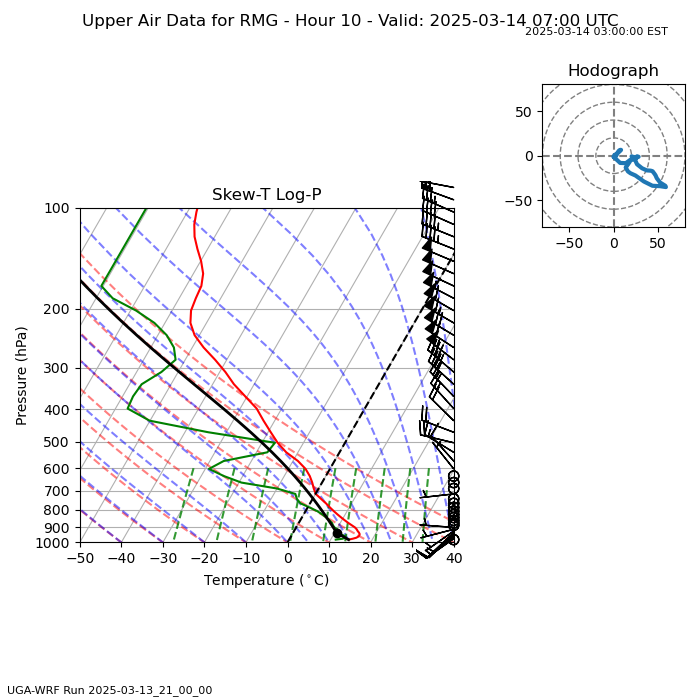 Upper Air Data for RMG - Hour 10 - Valid: 2025-03-14 07:00 UTC
2025-03-14 03:00:00 EST
Hodograph
50
0
−50
−50 0 50
Skew-T Log-P
100
200
300
400
500
600
700
800
900
1000
Pressure (hPa)
−50 −40 −30 −20 −10 0 10 20 30 40
Temperature (°C)
UGA-WRF Run 2025-03-13_21_00_00